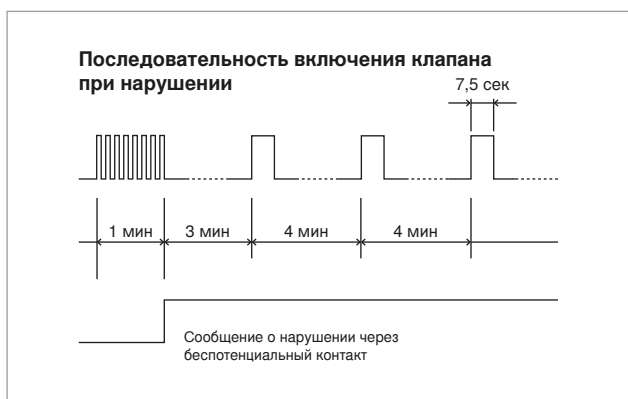 Последовательность включения клапана
при нарушении
7,5 сек
1 мин
3 мин
4 мин
4 мин
Сообщение о нарушении через
беспотенциальный контакт